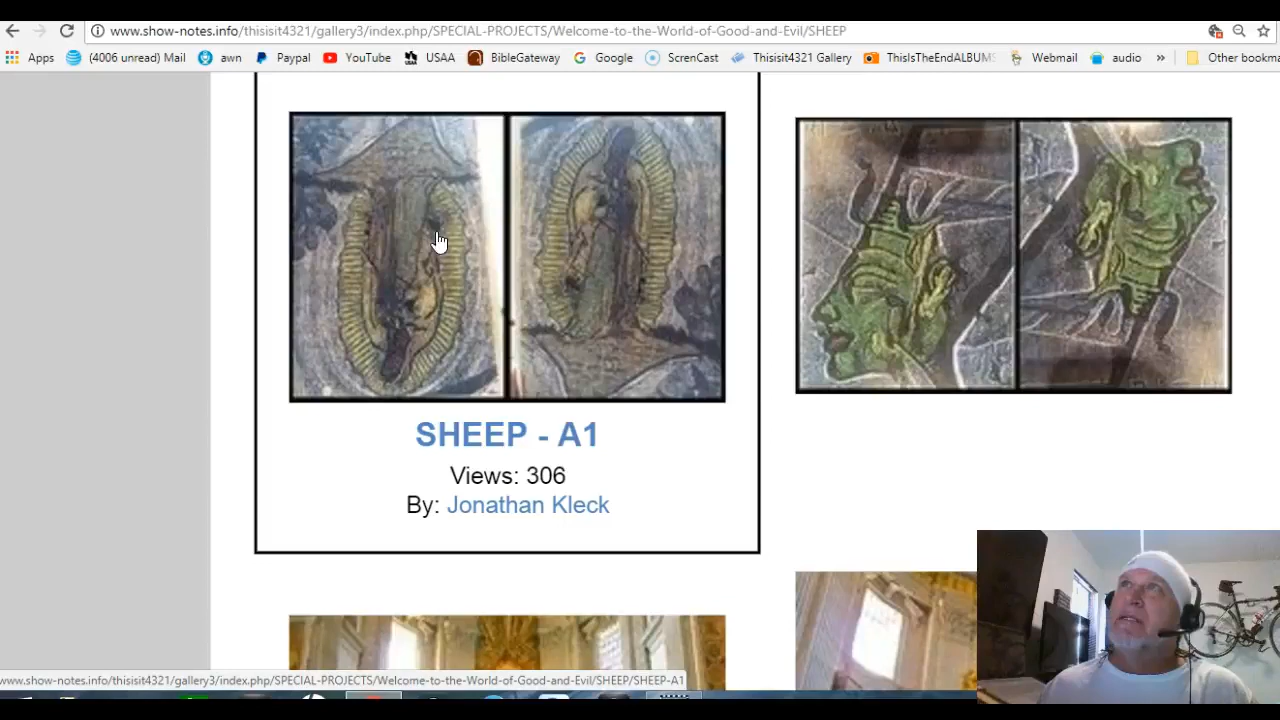 www.show-notes.info/thisisit4321/gallery3/index.php/SPECIAL-PROJECTS/Welcome-to-the-World-of-Good-and-Evil/SHEEP
Apps (4006 unread) Mail awn Paypal YouTube USAA BibleGateway Google ScrenCast Thisisit4321 Gallery ThisIsTheEndALBUMS Webmail audio » Other bookma
SHEEP - A1
Views: 306
By: Jonathan Kleck
www.show-notes.info/thisisit4321/gallery3/index.php/SPECIAL-PROJECTS/Welcome-to-the-World-of-Good-and-Evil/SHEEP/SHEEP-A1